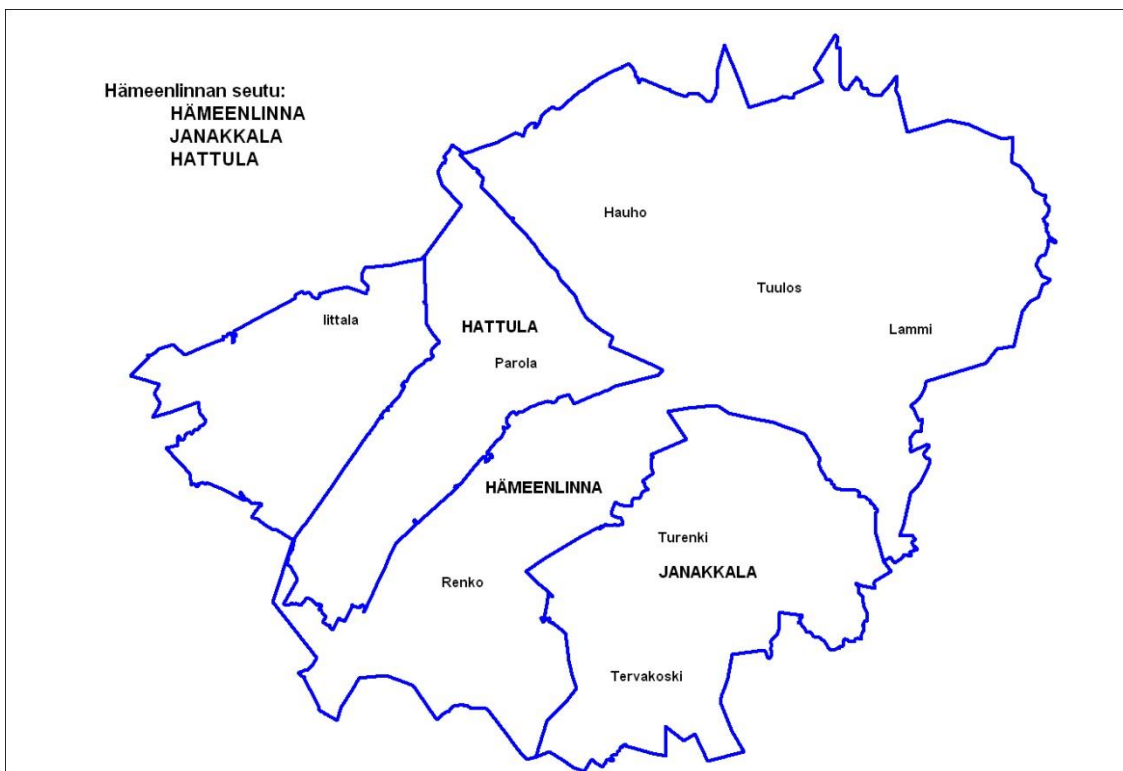 Hämeenlinnan seutu:
HÄMEENLINNA
JANAKKALA
HATTULA
Hauho
Tuulos
Iittala
HATTULA
Lammi
Parola
HÄMEENLINNA
Turenki
JANAKKALA
Renko
Tervakoski